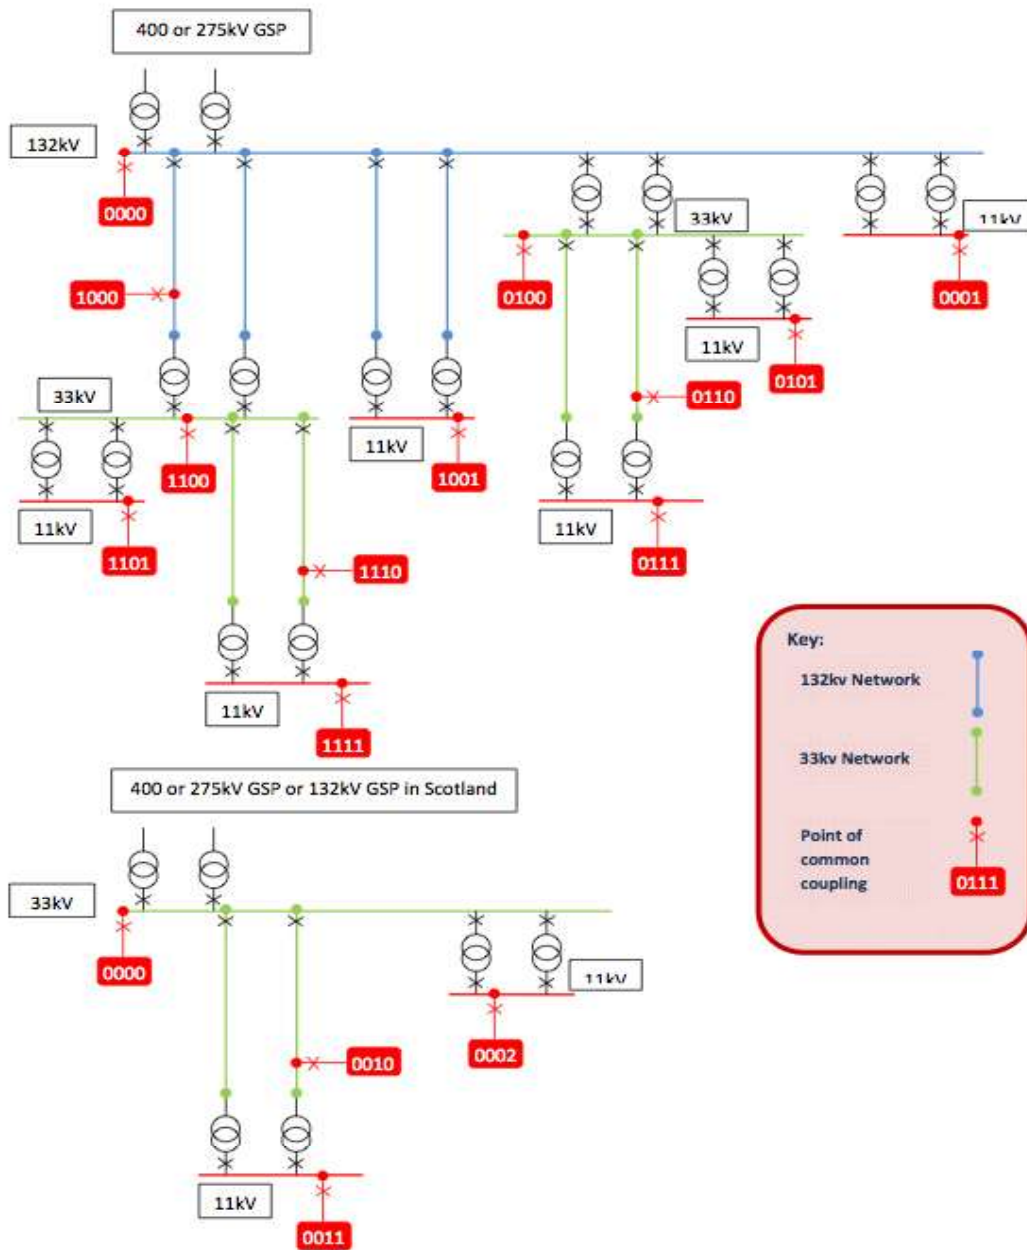 400 or 275kV GSP
132kV
0000
33kV
11kV
1000
0100
0001
11kV
0101
33kV
0110
11kV
1100
1001
11kV
11kV
1101
1110
0111
Key:
132kv Network
11kV
1111
33kv Network
400 or 275kV GSP or 132kV GSP in Scotland
Point of
common
coupling
0111
33kV
0000
11kV
0002
0010
11kV
0011